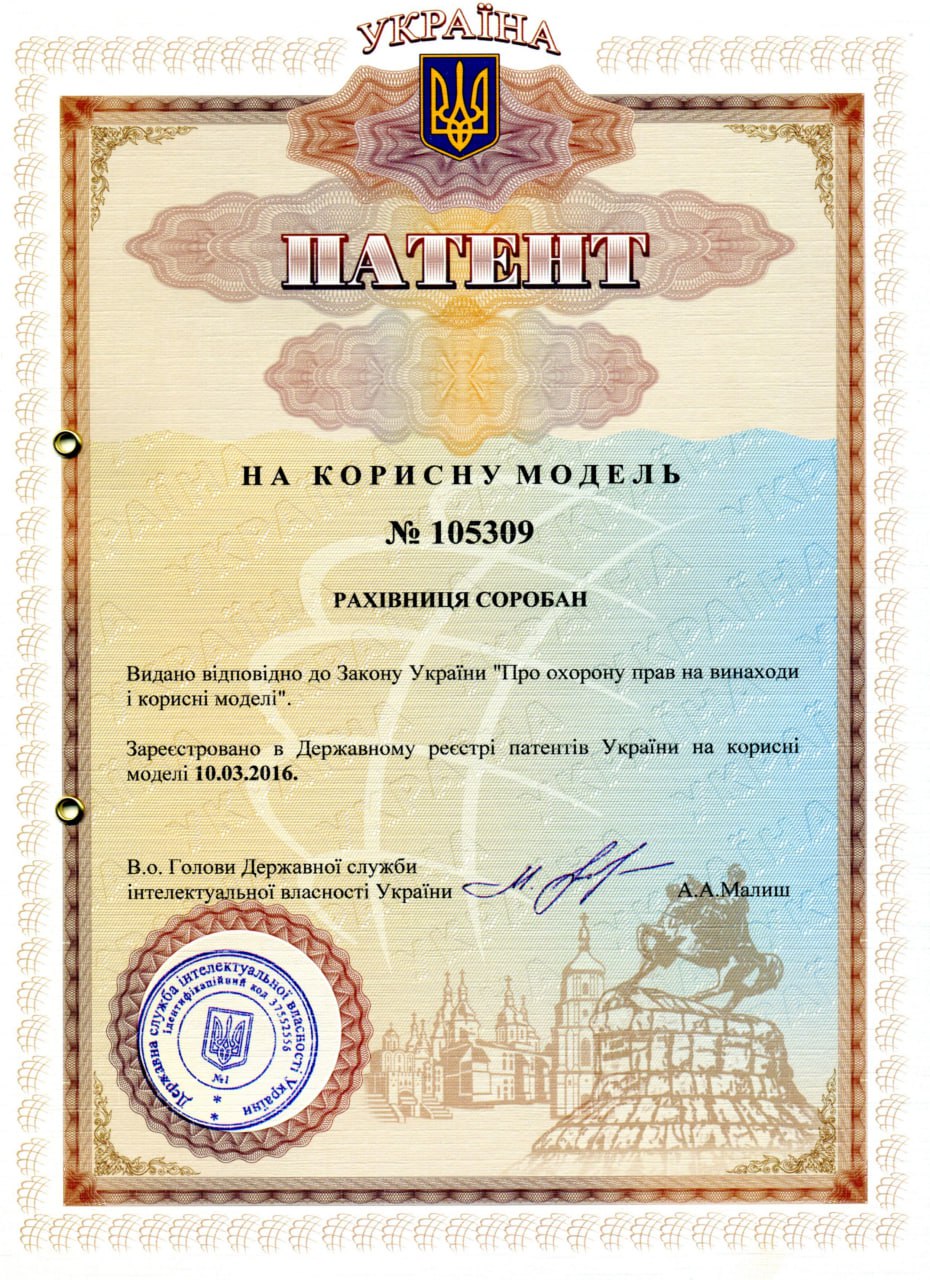 УКРАЇНА
ПАТЕНТ
НА КОРИСНУ МОДЕЛЬ
№ 105309
РАХІВНИЦЯ СОРОБАН
Видано відповідно до Закону України "Про охорону прав на винаходи
і корисні моделі".
Зареєстровано в Державному реєстрі патентів України на корисні
моделі 10.03.2016.
В.о. Голови Державної служби
інтелектуальної власності України
А.А.Малиш
Державна служба інтелектуальної власності України
ідентифікаційний код 37552556
№1